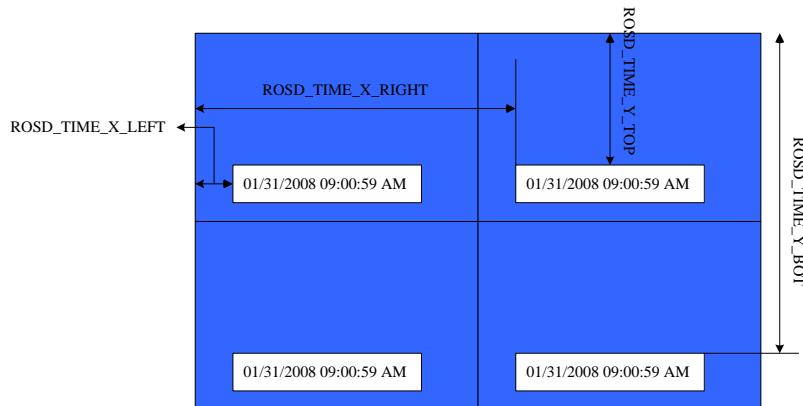 ROSD_TIME_X_RIGHT
ROSD_TIME_Y_TOP
ROSD_TIME_X_LEFT
ROSD_TIME_Y_BOT
01/31/2008 09:00:59 AM
01/31/2008 09:00:59 AM
01/31/2008 09:00:59 AM
01/31/2008 09:00:59 AM